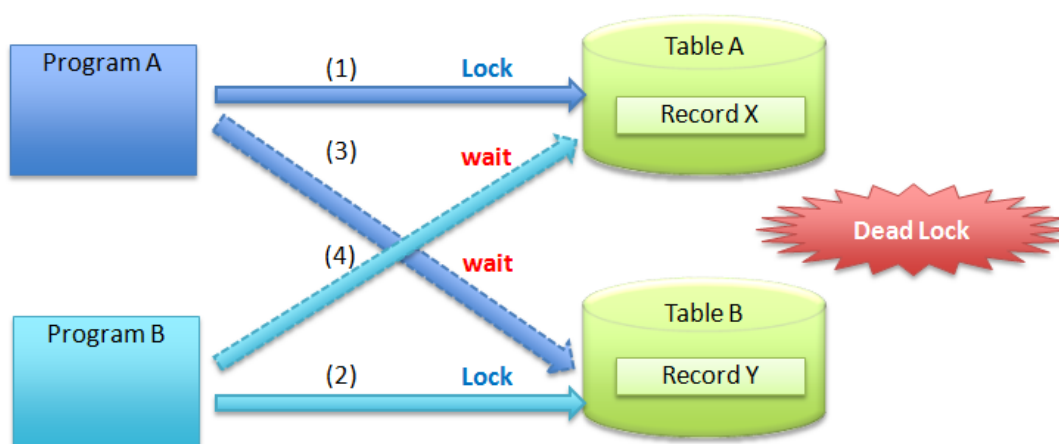 Program A
(1)
Lock
Table A
Record X
(3)
wait
Dead Lock
(4)
wait
Program B
Table B
(2)
Lock
Record Y